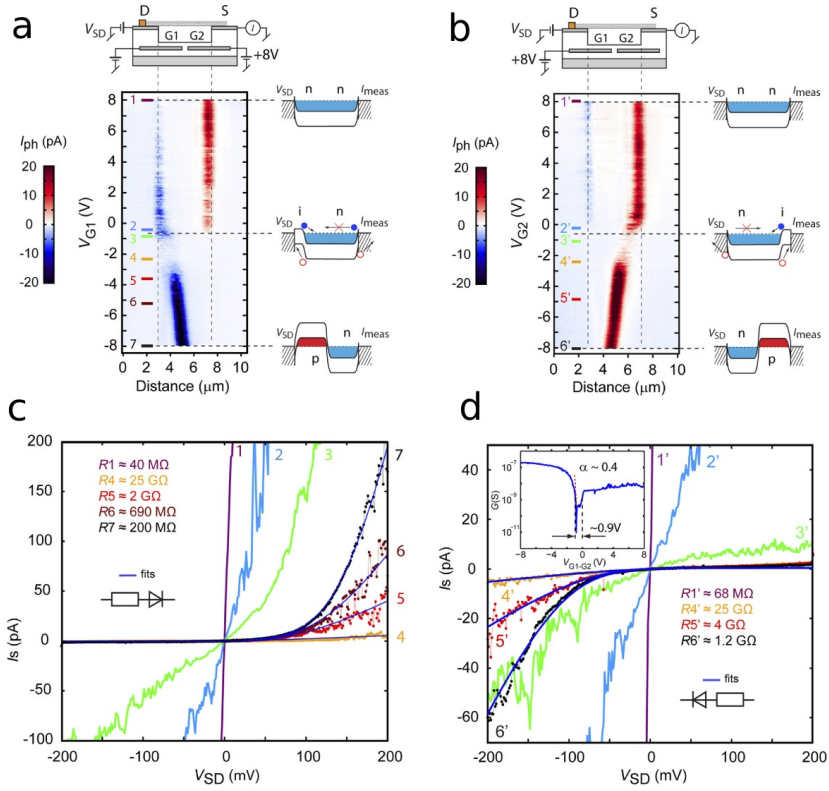 a
D
S
V_SD
I
G1 G2
+8V
I_ph (pA)
20
10
0
-10
-20
V_G1 (V)
8
6
4
2
0
-2
-4
-6
-8
1
2
3
4
5
6
7
0 2 4 6 8 10
Distance (μm)
V_SD n n I_meas
i n
V_SD I_meas
V_SD n I_meas
p
b
D
S
V_SD
I
G1 G2
+8V
I_ph (pA)
20
10
0
-10
-20
V_G2 (V)
8
6
4
2
0
-2
-4
-6
-8
1'
2'
3'
4'
5'
6'
0 2 4 6 8 10
Distance (μm)
V_SD n n I_meas
n i
V_SD I_meas
V_SD n I_meas
p
c
200
150
100
50
0
-50
-100
Is (pA)
R1 ≈ 40 MΩ
R4 ≈ 25 GΩ
R5 ≈ 2 GΩ
R6 ≈ 690 MΩ
R7 ≈ 200 MΩ
fits
1
2
3
7
6
5
4
-200 -100 0 100 200
V_SD (mV)
d
40
20
0
-20
-40
-60
Is (pA)
10⁻⁷
10⁻⁹
10⁻¹¹
G(S)
α ~ 0.4
~0.9V
-8 -4 0 4 8
V_G1-G2 (V)
1'
2'
3'
4'
5'
6'
R1' ≈ 68 MΩ
R4' ≈ 25 GΩ
R5' ≈ 4 GΩ
R6' ≈ 1.2 GΩ
fits
-200 -100 0 100 200
V_SD (mV)